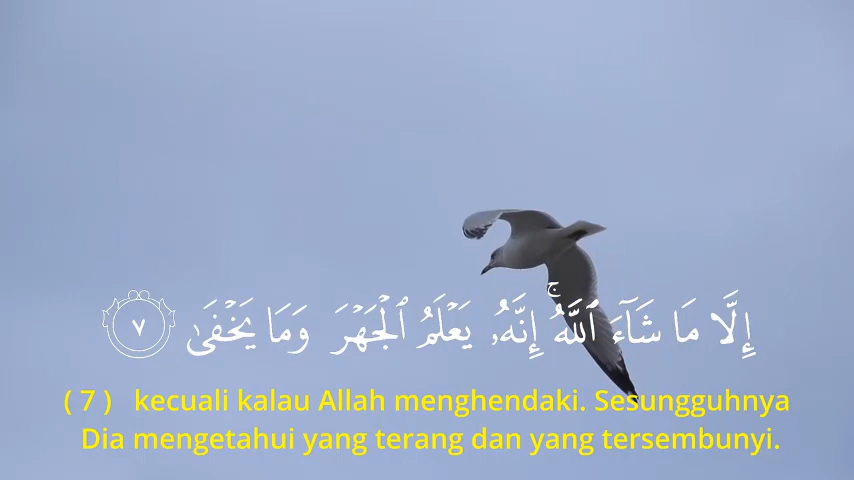 إِلَّا مَا شَآءَ ٱللَّهُۚ إِنَّهُۥ يَعْلَمُ ٱلْجَهْرَ وَمَا يَخْفَىٰ ٧
( 7 ) kecuali kalau Allah menghendaki. Sesungguhnya
Dia mengetahui yang terang dan yang tersembunyi.